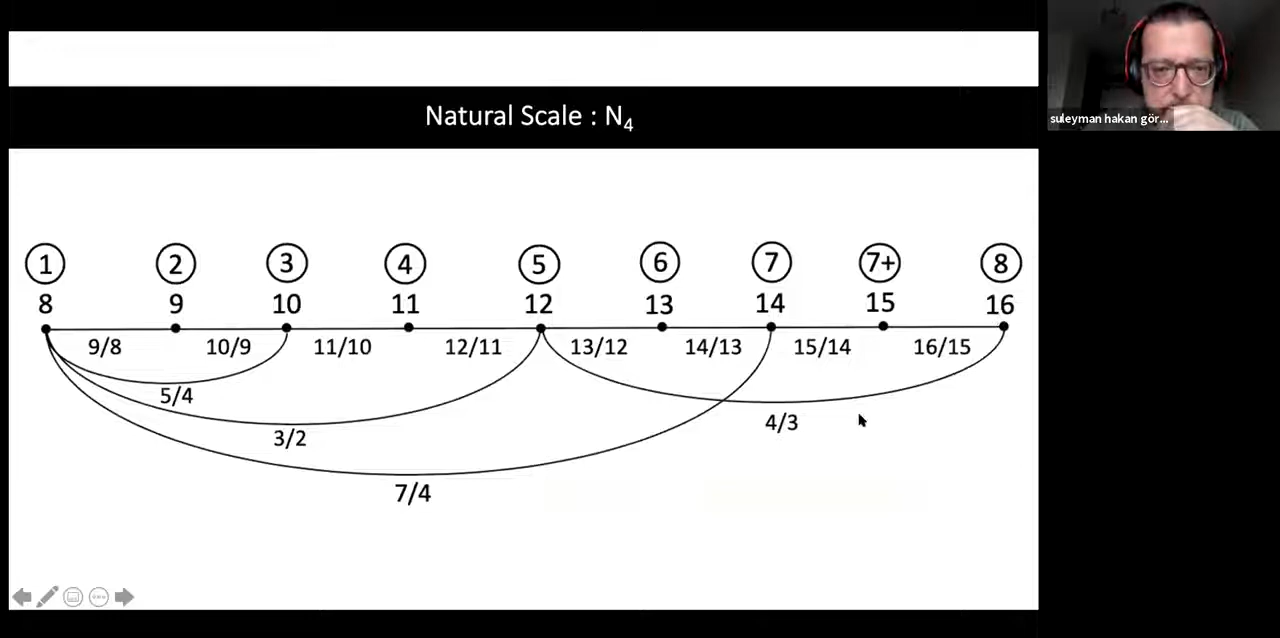 Natural Scale : N4
suleyman hakan gör...
1 2 3 4 5 6 7 7+ 8
8 9 10 11 12 13 14 15 16
9/8 10/9 11/10 12/11 13/12 14/13 15/14 16/15
5/4
4/3
3/2
7/4